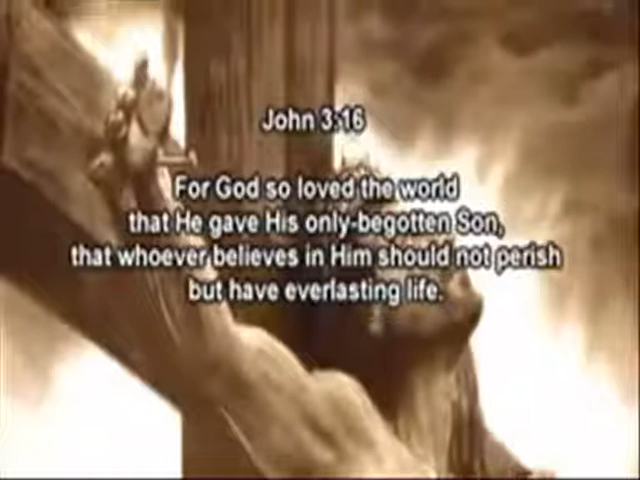 John 3:16
For God so loved the world
that He gave His only-begotten Son,
that whoever believes in Him should not perish
but have everlasting life.